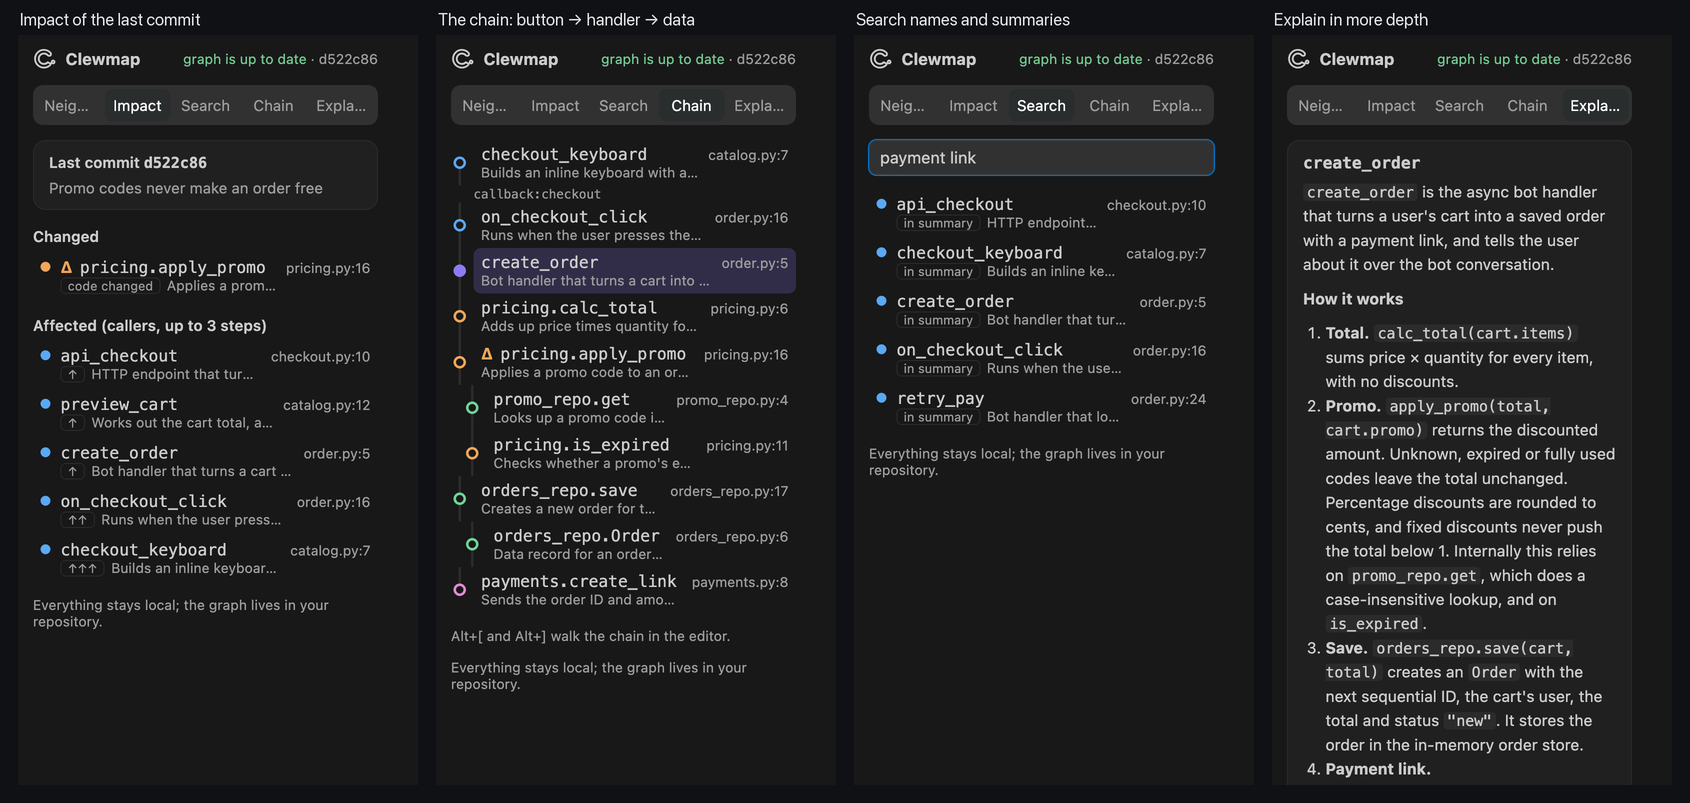 Impact of the last commit
Clewmap
graph is up to date · d522c86
Neig... Impact Search Chain Expla...
Last commit d522c86
Promo codes never make an order free
Changed
Δ pricing.apply_promo pricing.py:16
code changed Applies a prom...
Affected (callers, up to 3 steps)
api_checkout checkout.py:10
↑ HTTP endpoint that tur...
preview_cart catalog.py:12
↑ Works out the cart total, a...
create_order order.py:5
↑ Bot handler that turns a cart ...
on_checkout_click order.py:16
↑↑ Runs when the user press...
checkout_keyboard catalog.py:7
↑↑↑ Builds an inline keyboar...
Everything stays local; the graph lives in your
repository.
The chain: button → handler → data
Clewmap
graph is up to date · d522c86
Neig... Impact Search Chain Expla...
checkout_keyboard catalog.py:7
Builds an inline keyboard with a...
callback:checkout
on_checkout_click order.py:16
Runs when the user presses the...
create_order order.py:5
Bot handler that turns a cart into ...
pricing.calc_total pricing.py:6
Adds up price times quantity fo...
Δ pricing.apply_promo pricing.py:16
Applies a promo code to an or...
promo_repo.get promo_repo.py:4
Looks up a promo code i...
pricing.is_expired pricing.py:11
Checks whether a promo's e...
orders_repo.save orders_repo.py:17
Creates a new order for t...
orders_repo.Order orders_repo.py:6
Data record for an order...
payments.create_link payments.py:8
Sends the order ID and amo...
Alt+[ and Alt+] walk the chain in the editor.
Everything stays local; the graph lives in your
repository.
Search names and summaries
Clewmap
graph is up to date · d522c86
Neig... Impact Search Chain Expla...
payment link
api_checkout checkout.py:10
in summary HTTP endpoint...
checkout_keyboard catalog.py:7
in summary Builds an inline ke...
create_order order.py:5
in summary Bot handler that tur...
on_checkout_click order.py:16
in summary Runs when the use...
retry_pay order.py:24
in summary Bot handler that lo...
Everything stays local; the graph lives in your
repository.
Explain in more depth
Clewmap
graph is up to date · d522c86
Neig... Impact Search Chain Expla...
create_order
create_order is the async bot handler
that turns a user's cart into a saved order
with a payment link, and tells the user
about it over the bot conversation.
How it works
1. Total. calc_total(cart.items)
sums price × quantity for every item,
with no discounts.
2. Promo. apply_promo(total,
cart.promo) returns the discounted
amount. Unknown, expired or fully used
codes leave the total unchanged.
Percentage discounts are rounded to
cents, and fixed discounts never push
the total below 1. Internally this relies
on promo_repo.get, which does a
case-insensitive lookup, and on
is_expired.
3. Save. orders_repo.save(cart,
total) creates an Order with the
next sequential ID, the cart's user, the
total and status "new". It stores the
order in the in-memory order store.
4. Payment link.